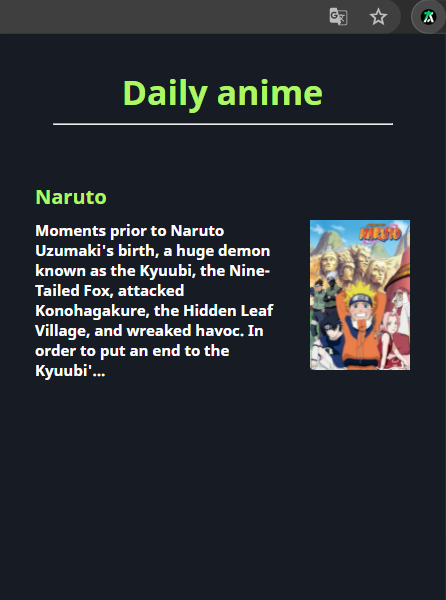 Daily anime
Naruto
Moments prior to Naruto
Uzumaki's birth, a huge demon
known as the Kyuubi, the Nine-
Tailed Fox, attacked
Konohagakure, the Hidden Leaf
Village, and wreaked havoc. In
order to put an end to the
Kyuubi'...
NARUTO